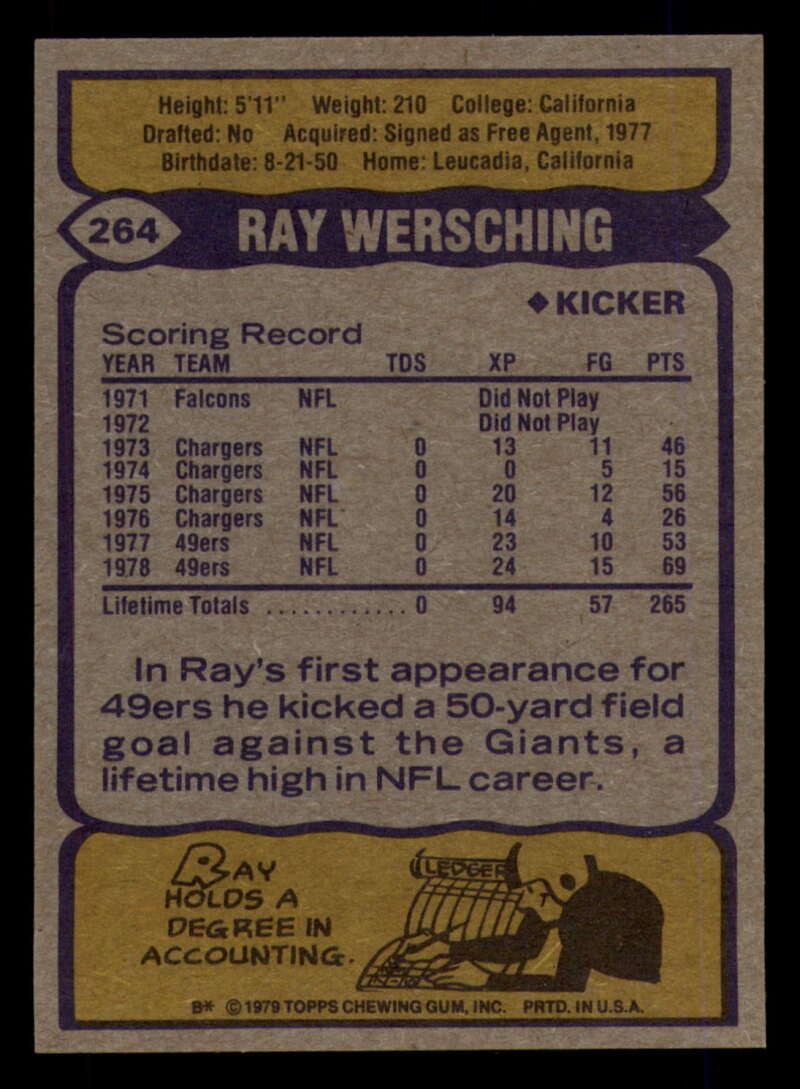 Height: 5'11" Weight: 210 College: California
Drafted: No Acquired: Signed as Free Agent, 1977
Birthdate: 8-21-50 Home: Leucadia, California
264 RAY WERSCHING
◆KICKER
Scoring Record
YEAR TEAM TDS XP FG PTS
1971 Falcons NFL Did Not Play
1972 Did Not Play
1973 Chargers NFL 0 13 11 46
1974 Chargers NFL 0 0 5 15
1975 Chargers NFL 0 20 12 56
1976 Chargers NFL 0 14 4 26
1977 49ers NFL 0 23 10 53
1978 49ers NFL 0 24 15 69
Lifetime Totals ............ 0 94 57 265
In Ray's first appearance for
49ers he kicked a 50-yard field
goal against the Giants, a
lifetime high in NFL career.
RAY
HOLDS A
DEGREE IN
ACCOUNTING.
LEDGER
B* © 1979 TOPPS CHEWING GUM, INC. PRTD. IN U.S.A.